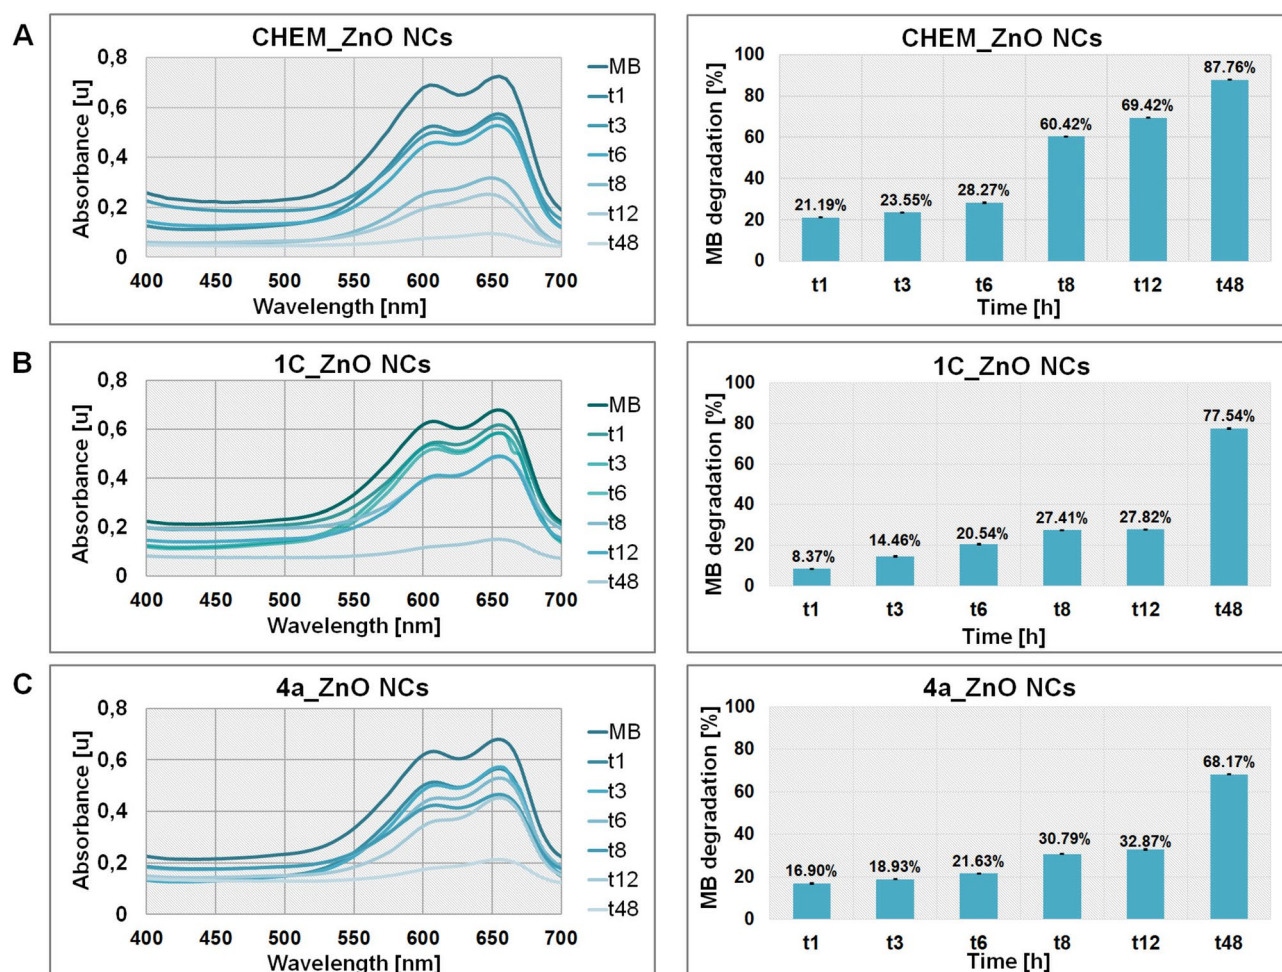 A
CHEM_ZnO NCs
Absorbance [u]
0,8
0,6
0,4
0,2
0
400 450 500 550 600 650 700
Wavelength [nm]
MB
t1
t3
t6
t8
t12
t48
CHEM_ZnO NCs
MB degradation [%]
100
80
60
40
20
0
21.19% 23.55% 28.27% 60.42% 69.42% 87.76%
t1 t3 t6 t8 t12 t48
Time [h]
B
1C_ZnO NCs
Absorbance [u]
0,8
0,6
0,4
0,2
0
400 450 500 550 600 650 700
Wavelength [nm]
MB
t1
t3
t6
t8
t12
t48
1C_ZnO NCs
MB degradation [%]
100
80
60
40
20
0
8.37% 14.46% 20.54% 27.41% 27.82% 77.54%
t1 t3 t6 t8 t12 t48
Time [h]
C
4a_ZnO NCs
Absorbance [u]
0,8
0,6
0,4
0,2
0
400 450 500 550 600 650 700
Wavelength [nm]
MB
t1
t3
t6
t8
t12
t48
4a_ZnO NCs
MB degradation [%]
100
80
60
40
20
0
16.90% 18.93% 21.63% 30.79% 32.87% 68.17%
t1 t3 t6 t8 t12 t48
Time [h]